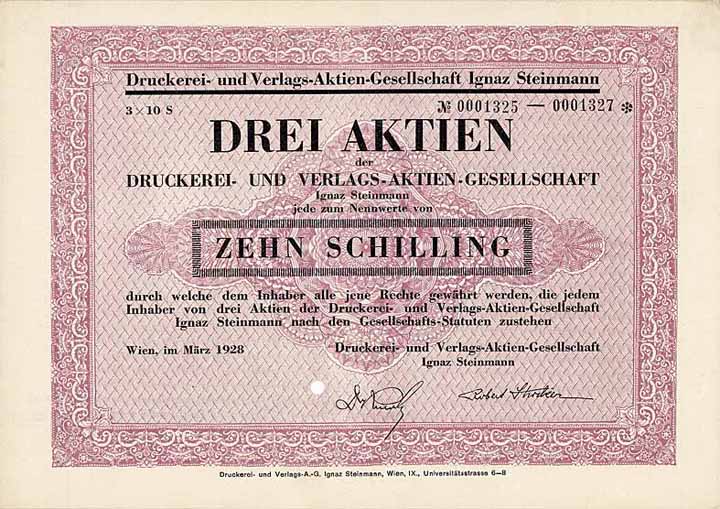 Druckerei- und Verlags-Aktien-Gesellschaft Ignaz Steinmann
3 × 10 S № 0001325 — 0001327 ✻
DREI AKTIEN
der
DRUCKEREI- UND VERLAGS-AKTIEN-GESELLSCHAFT
Ignaz Steinmann
jede zum Nennwerte von
ZEHN SCHILLING
durch welche dem Inhaber alle jene Rechte gewährt werden, die jedem
Inhaber von drei Aktien der Druckerei- und Verlags-Aktien-Gesellschaft
Ignaz Steinmann nach den Gesellschafts-Statuten zustehen
Wien, im März 1928 Druckerei- und Verlags-Aktien-Gesellschaft
Ignaz Steinmann
Robert
Druckerei- und Verlags-A.-G. Ignaz Steinmann, Wien, IX., Universitätsstrasse 6—8